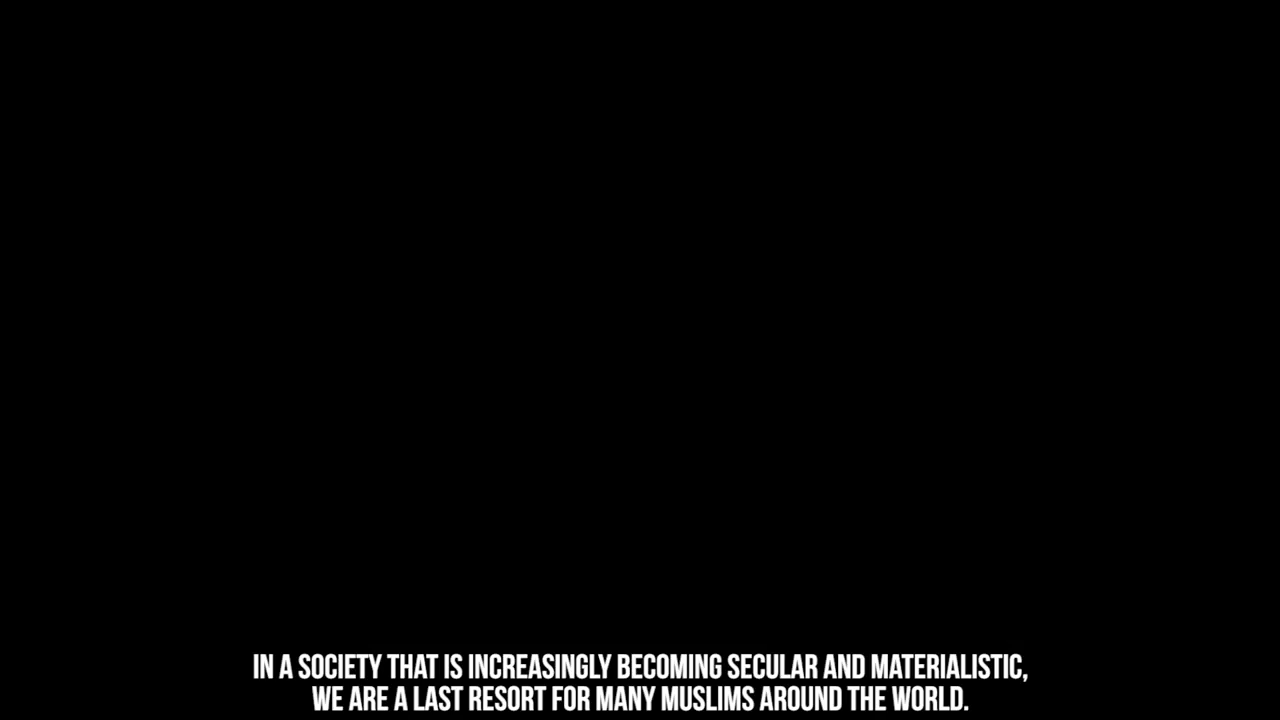 IN A SOCIETY THAT IS INCREASINGLY BECOMING SECULAR AND MATERIALISTIC,
WE ARE A LAST RESORT FOR MANY MUSLIMS AROUND THE WORLD.